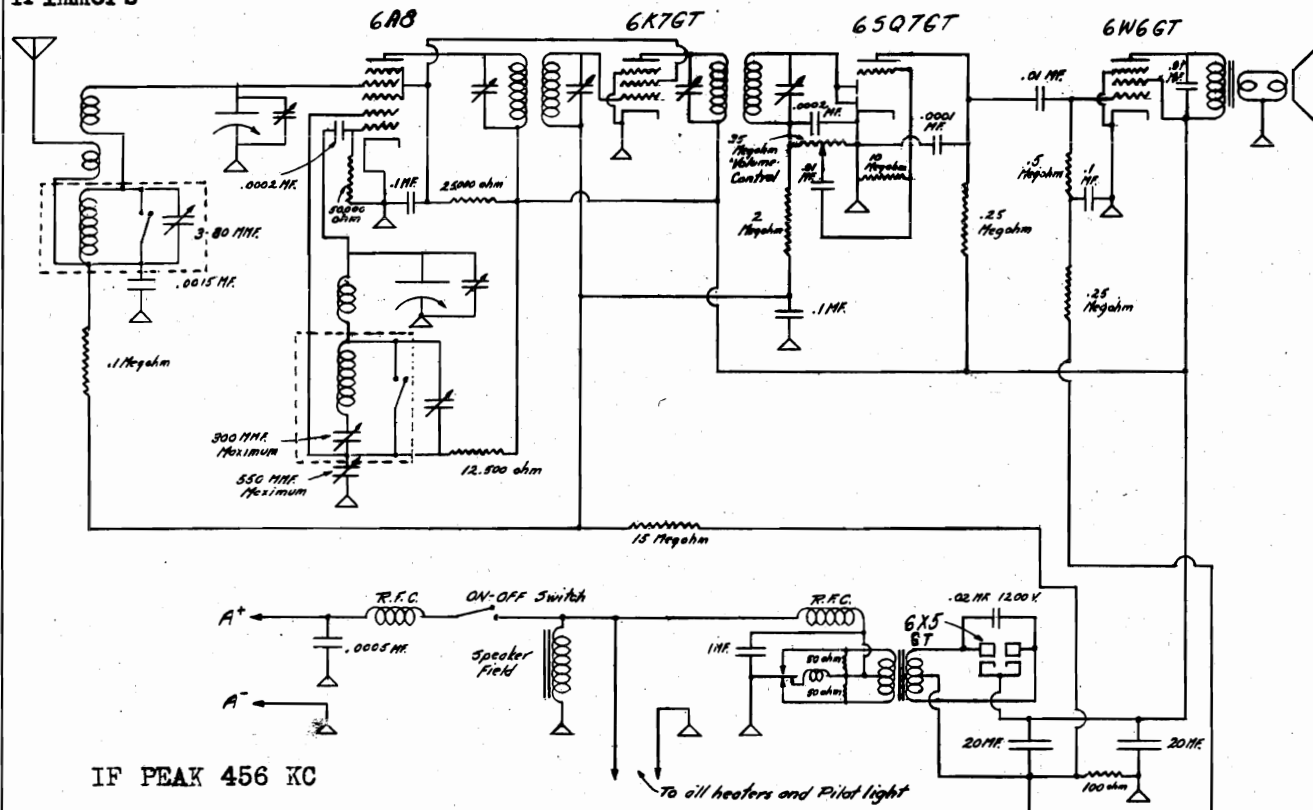 6A8
6K7GT
6SQ7GT
6W6GT
.01 MF.
.01
MF.
.0002
MF.
.0001
MF.
.35
Megohm
Volume
Control
.01
MF.
10
Megohm
.0002 MF.
50,000
ohm
.1 MF.
25000 ohm
.5
Megohm
.1
MF.
3-80 MMF.
.0015 MF.
2
Megohm
.25
Megohm
.25
Megohm
.1 MF.
.1 Megohm
300 MMF.
Maximum
550 MMF.
Maximum
12.500 ohm
15 Megohm
A+
R.F.C.
ON-OFF Switch
R.F.C.
.02 MF. 1200 V.
6X5
GT
.0005 MF.
Speaker
Field
1 MF.
50 ohm
50 ohm
A-
20 MF.
20 MF.
100 ohm
IF PEAK 456 KC
To all heaters and Pilot light